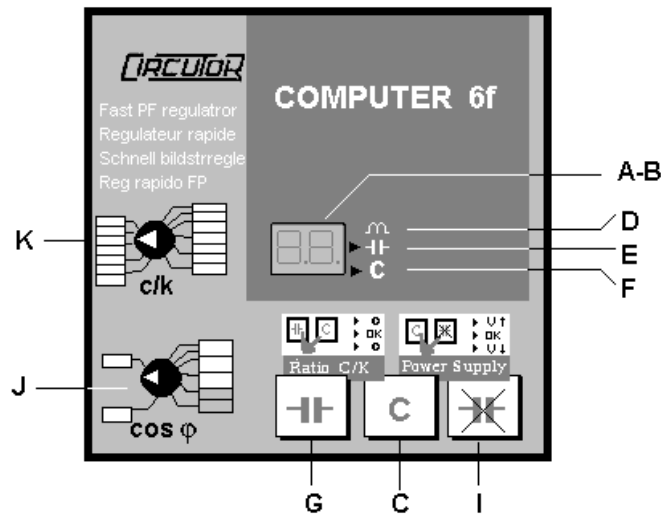 CIRCUTOR
COMPUTER 6f
Fast PF regulatror
Regulateur rapide
Schnell bildstrregle
Reg rapido FP
A-B
D
E
C
F
K
c/k
C
OK
C
V
OK
V
Ratio C/K
Power Supply
J
cos φ
C
G
C
I